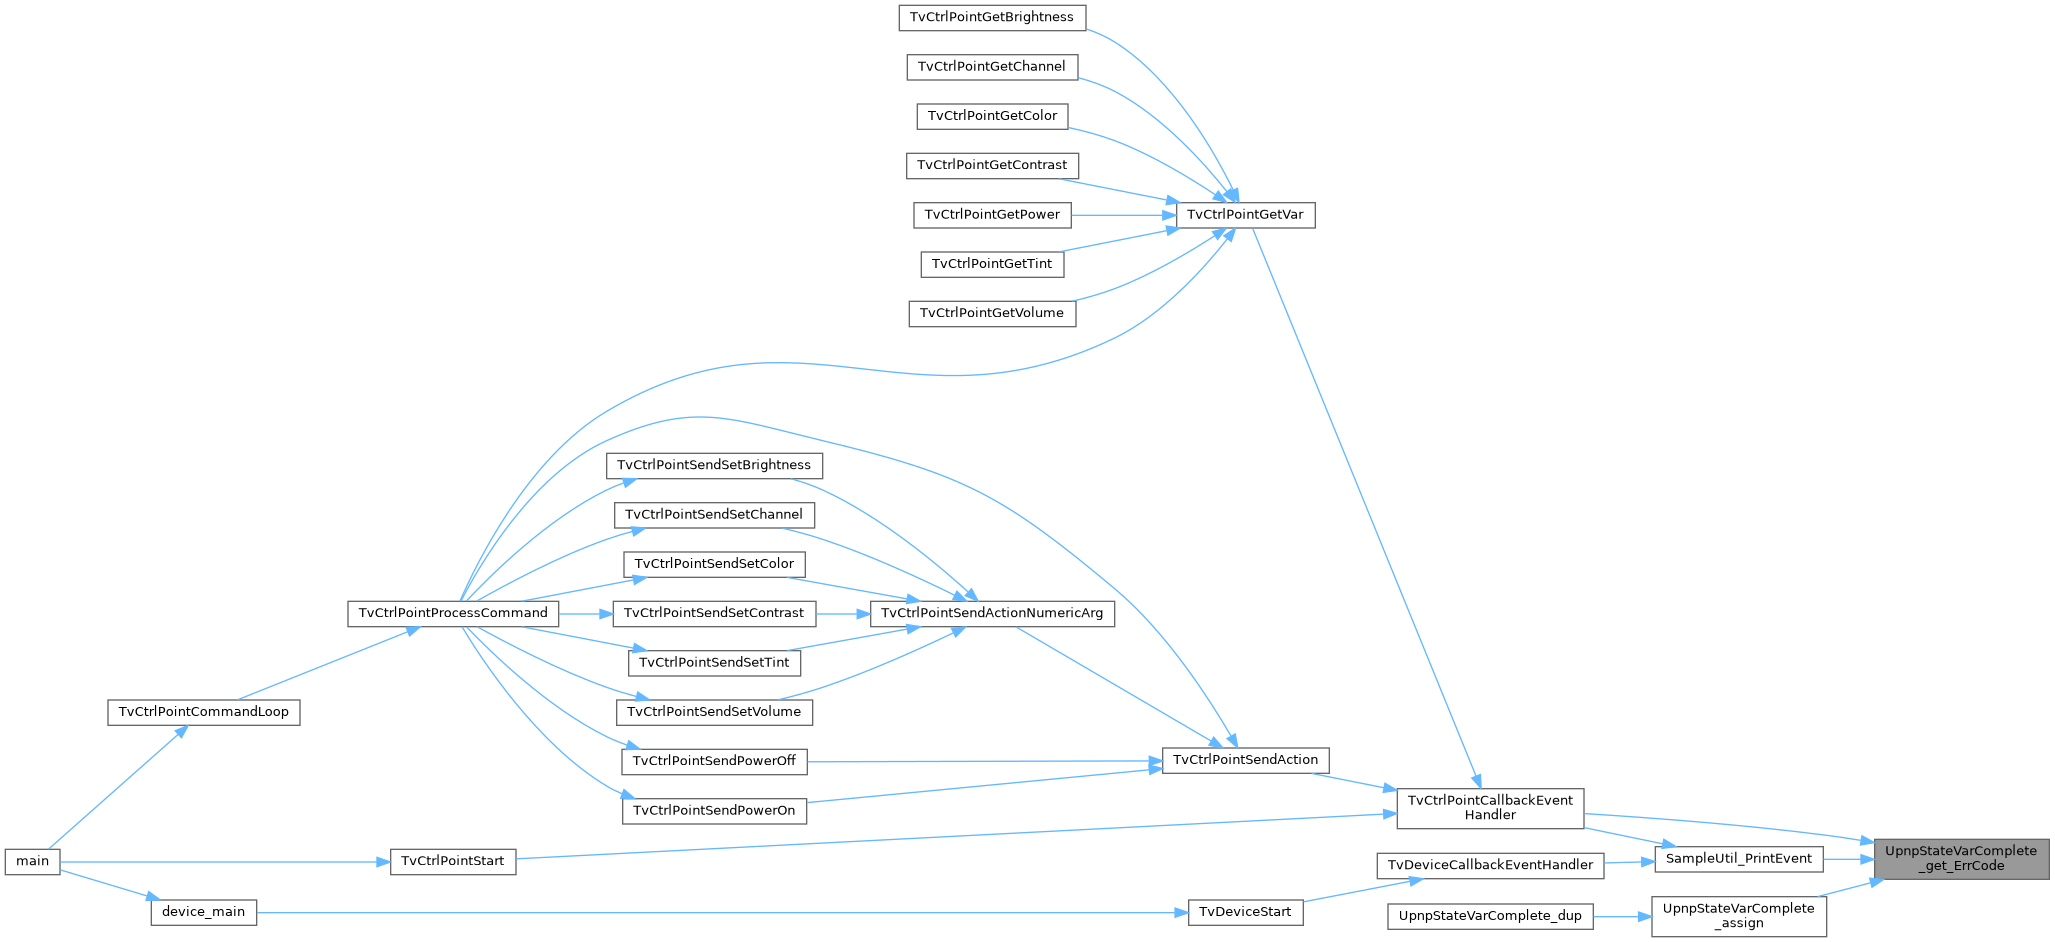 TvCtrlPointGetBrightness
TvCtrlPointGetChannel
TvCtrlPointGetColor
TvCtrlPointGetContrast
TvCtrlPointGetPower
TvCtrlPointGetVar
TvCtrlPointGetTint
TvCtrlPointGetVolume
TvCtrlPointSendSetBrightness
TvCtrlPointSendSetChannel
TvCtrlPointSendSetColor
TvCtrlPointProcessCommand
TvCtrlPointSendSetContrast
TvCtrlPointSendActionNumericArg
TvCtrlPointSendSetTint
TvCtrlPointCommandLoop
TvCtrlPointSendSetVolume
TvCtrlPointSendPowerOff
TvCtrlPointSendAction
TvCtrlPointSendPowerOn
TvCtrlPointCallbackEvent
Handler
main
TvCtrlPointStart
TvDeviceCallbackEventHandler
SampleUtil_PrintEvent
UpnpStateVarComplete
_get_ErrCode
device_main
TvDeviceStart
UpnpStateVarComplete_dup
UpnpStateVarComplete
_assign